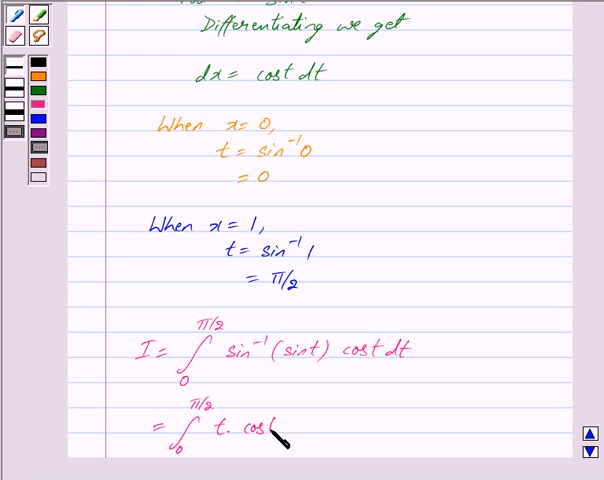 Differentiating we get
dx = cost dt
When x = 0,
t = sin⁻¹0
= 0
When x = 1,
t = sin⁻¹1
= π/2
I = ∫₀^(π/2) sin⁻¹(sint) cost dt
= ∫₀^(π/2) t. cost